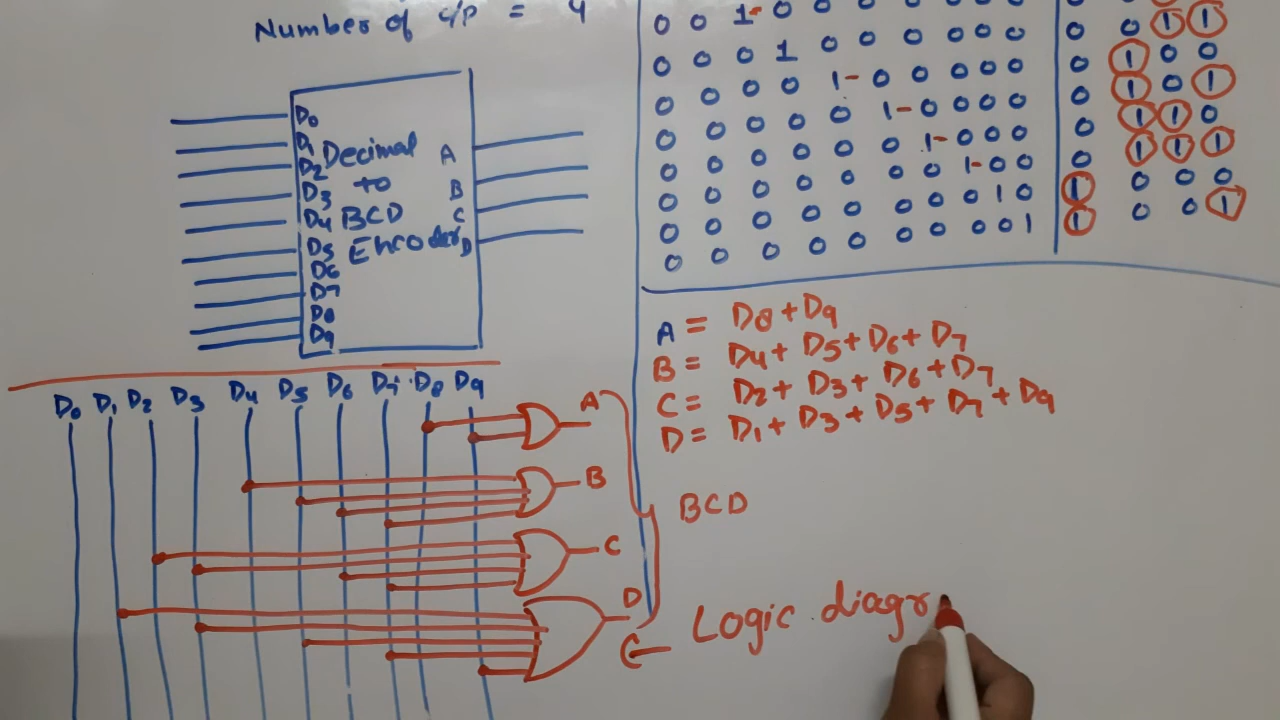 Number of o/p = 4
D0
D1
D2
D3
D4
D5
D6
D7
D8
D9
Decimal
to
BCD
Encoder
A
B
C
D
0 0 1 0 0 0 0 0 0 0
0 0 0 1 0 0 0 0 0 0 0 0 1 1
0 0 0 0 1 0 0 0 0 0 0 1 0 0
0 0 0 0 0 1 0 0 0 0 0 1 0 1
0 0 0 0 0 0 1 0 0 0 0 1 1 0
0 0 0 0 0 0 0 1 0 0 0 1 1 1
0 0 0 0 0 0 0 0 1 0 1 0 0 0
0 0 0 0 0 0 0 0 0 1 1 0 0 1
A = D8 + D9
B = D4 + D5 + D6 + D7
C = D2 + D3 + D6 + D7
D = D1 + D3 + D5 + D7 + D9
D0 D1 D2 D3 D4 D5 D6 D7 D8 D9
A
B
C
D
BCD
Logic diagr